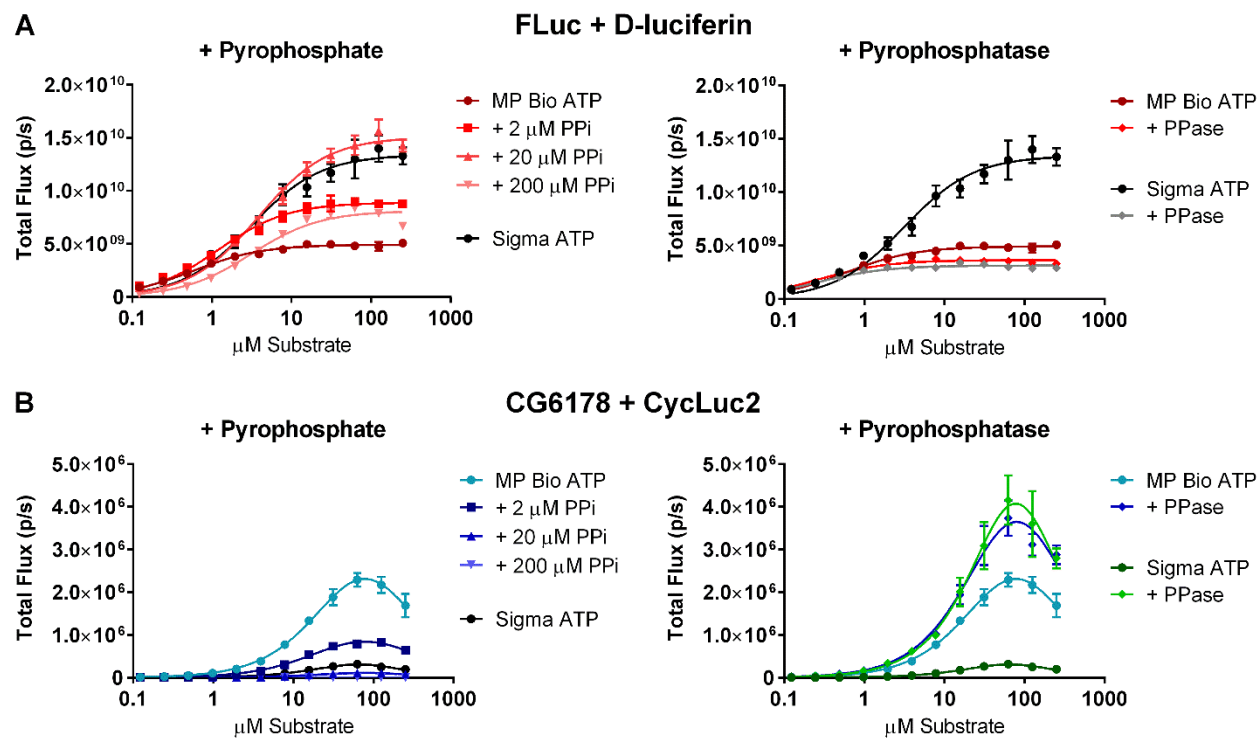 A
FLuc + D-luciferin
+ Pyrophosphate
Total Flux (p/s)
2.0×10¹⁰
1.5×10¹⁰
1.0×10¹⁰
5.0×10⁰⁹
0
0.1 1 10 100 1000
μM Substrate
MP Bio ATP
+ 2 μM PPi
+ 20 μM PPi
+ 200 μM PPi
Sigma ATP
+ Pyrophosphatase
Total Flux (p/s)
2.0×10¹⁰
1.5×10¹⁰
1.0×10¹⁰
5.0×10⁰⁹
0
0.1 1 10 100 1000
μM Substrate
MP Bio ATP
+ PPase
Sigma ATP
+ PPase
B
CG6178 + CycLuc2
+ Pyrophosphate
Total Flux (p/s)
5.0×10⁶
4.0×10⁶
3.0×10⁶
2.0×10⁶
1.0×10⁶
0
0.1 1 10 100 1000
μM Substrate
MP Bio ATP
+ 2 μM PPi
+ 20 μM PPi
+ 200 μM PPi
Sigma ATP
+ Pyrophosphatase
Total Flux (p/s)
5.0×10⁶
4.0×10⁶
3.0×10⁶
2.0×10⁶
1.0×10⁶
0
0.1 1 10 100 1000
μM Substrate
MP Bio ATP
+ PPase
Sigma ATP
+ PPase